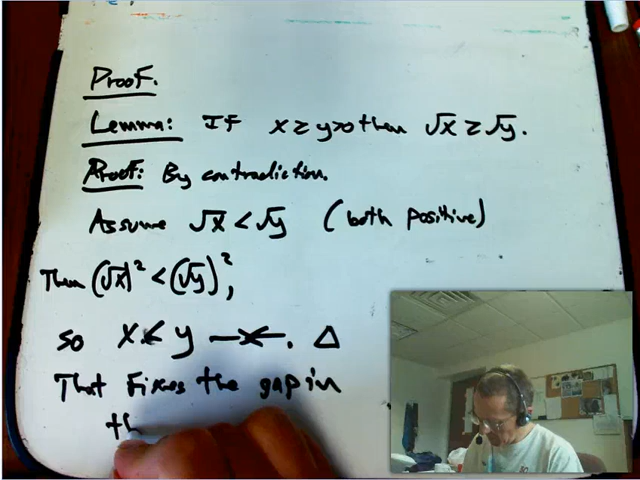 Proof.
Lemma: If x ≥ y>0 then √x ≥ √y.
Proof: By contradiction.
Assume √x < √y (both positive)
Then (√x)² < (√y)²,
so x < y →←. Δ
That fixes the gap in
th